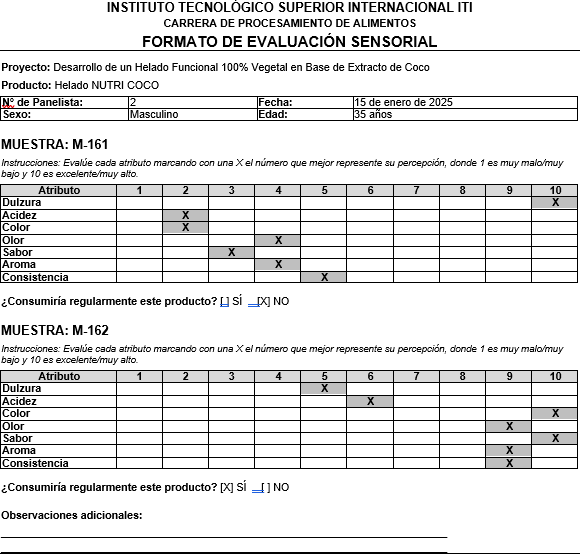 INSTITUTO TECNOLÓGICO SUPERIOR INTERNACIONAL ITI
CARRERA DE PROCESAMIENTO DE ALIMENTOS
FORMATO DE EVALUACIÓN SENSORIAL
Proyecto: Desarrollo de un Helado Funcional 100% Vegetal en Base de Extracto de Coco
Producto: Helado NUTRI COCO
N° de Panelista: 2 Fecha: 15 de enero de 2025
Sexo: Masculino Edad: 35 años
MUESTRA: M-161
Instrucciones: Evalúe cada atributo marcando con una X el número que mejor represente su percepción, donde 1 es muy malo/muy
bajo y 10 es excelente/muy alto.
Atributo 1 2 3 4 5 6 7 8 9 10
Dulzura X
Acidez X
Color X
Olor X
Sabor X
Aroma X
Consistencia X
¿Consumiría regularmente este producto? [ ] SÍ [X] NO
MUESTRA: M-162
Instrucciones: Evalúe cada atributo marcando con una X el número que mejor represente su percepción, donde 1 es muy malo/muy
bajo y 10 es excelente/muy alto.
Atributo 1 2 3 4 5 6 7 8 9 10
Dulzura X
Acidez X
Color X
Olor X
Sabor X
Aroma X
Consistencia X
¿Consumiría regularmente este producto? [X] SÍ [ ] NO
Observaciones adicionales: